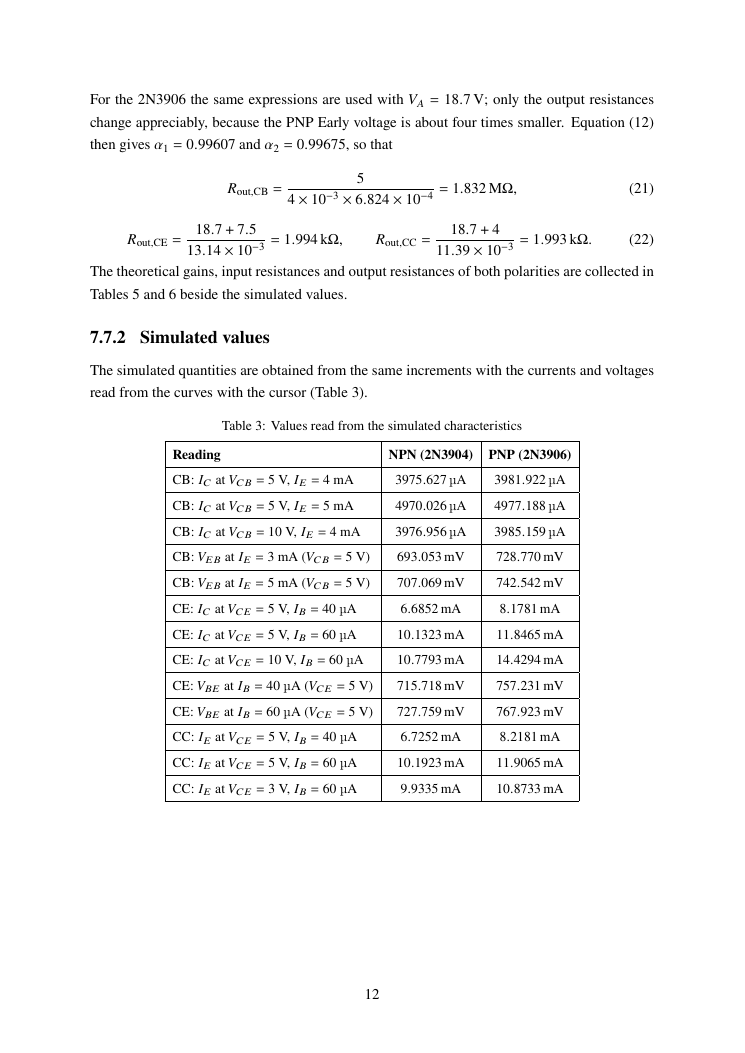 For the 2N3906 the same expressions are used with V_A = 18.7 V; only the output resistances
change appreciably, because the PNP Early voltage is about four times smaller. Equation (12)
then gives α₁ = 0.99607 and α₂ = 0.99675, so that
R_out,CB = 5 / (4 × 10⁻³ × 6.824 × 10⁻⁴) = 1.832 MΩ, (21)
R_out,CE = (18.7 + 7.5) / (13.14 × 10⁻³) = 1.994 kΩ, R_out,CC = (18.7 + 4) / (11.39 × 10⁻³) = 1.993 kΩ. (22)
The theoretical gains, input resistances and output resistances of both polarities are collected in
Tables 5 and 6 beside the simulated values.
7.7.2 Simulated values
The simulated quantities are obtained from the same increments with the currents and voltages
read from the curves with the cursor (Table 3).
Table 3: Values read from the simulated characteristics
Reading NPN (2N3904) PNP (2N3906)
CB: I_C at V_CB = 5 V, I_E = 4 mA 3975.627 µA 3981.922 µA
CB: I_C at V_CB = 5 V, I_E = 5 mA 4970.026 µA 4977.188 µA
CB: I_C at V_CB = 10 V, I_E = 4 mA 3976.956 µA 3985.159 µA
CB: V_EB at I_E = 3 mA (V_CB = 5 V) 693.053 mV 728.770 mV
CB: V_EB at I_E = 5 mA (V_CB = 5 V) 707.069 mV 742.542 mV
CE: I_C at V_CE = 5 V, I_B = 40 µA 6.6852 mA 8.1781 mA
CE: I_C at V_CE = 5 V, I_B = 60 µA 10.1323 mA 11.8465 mA
CE: I_C at V_CE = 10 V, I_B = 60 µA 10.7793 mA 14.4294 mA
CE: V_BE at I_B = 40 µA (V_CE = 5 V) 715.718 mV 757.231 mV
CE: V_BE at I_B = 60 µA (V_CE = 5 V) 727.759 mV 767.923 mV
CC: I_E at V_CE = 5 V, I_B = 40 µA 6.7252 mA 8.2181 mA
CC: I_E at V_CE = 5 V, I_B = 60 µA 10.1923 mA 11.9065 mA
CC: I_E at V_CE = 3 V, I_B = 60 µA 9.9335 mA 10.8733 mA
12